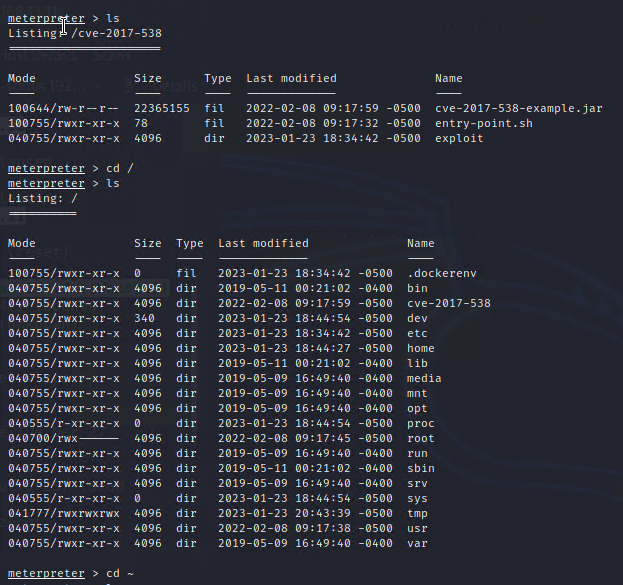 meterpreter > ls
Listing: /cve-2017-538
Mode Size Type Last modified Name
100644/rw-r--r-- 22365155 fil 2022-02-08 09:17:59 -0500 cve-2017-538-example.jar
100755/rwxr-xr-x 78 fil 2022-02-08 09:17:32 -0500 entry-point.sh
040755/rwxr-xr-x 4096 dir 2023-01-23 18:34:42 -0500 exploit
meterpreter > cd /
meterpreter > ls
Listing: /
Mode Size Type Last modified Name
100755/rwxr-xr-x 0 fil 2023-01-23 18:34:42 -0500 .dockerenv
040755/rwxr-xr-x 4096 dir 2019-05-11 00:21:02 -0400 bin
040755/rwxr-xr-x 4096 dir 2022-02-08 09:17:59 -0500 cve-2017-538
040755/rwxr-xr-x 340 dir 2023-01-23 18:44:54 -0500 dev
040755/rwxr-xr-x 4096 dir 2023-01-23 18:34:42 -0500 etc
040755/rwxr-xr-x 4096 dir 2023-01-23 18:44:27 -0500 home
040755/rwxr-xr-x 4096 dir 2019-05-11 00:21:02 -0400 lib
040755/rwxr-xr-x 4096 dir 2019-05-09 16:49:40 -0400 media
040755/rwxr-xr-x 4096 dir 2019-05-09 16:49:40 -0400 mnt
040755/rwxr-xr-x 4096 dir 2019-05-09 16:49:40 -0400 opt
040555/r-xr-xr-x 0 dir 2023-01-23 18:44:54 -0500 proc
040700/rwx------ 4096 dir 2022-02-08 09:17:45 -0500 root
040755/rwxr-xr-x 4096 dir 2019-05-09 16:49:40 -0400 run
040755/rwxr-xr-x 4096 dir 2019-05-11 00:21:02 -0400 sbin
040755/rwxr-xr-x 4096 dir 2019-05-09 16:49:40 -0400 srv
040555/r-xr-xr-x 0 dir 2023-01-23 18:44:54 -0500 sys
041777/rwxrwxrwx 4096 dir 2023-01-23 20:43:39 -0500 tmp
040755/rwxr-xr-x 4096 dir 2022-02-08 09:17:38 -0500 usr
040755/rwxr-xr-x 4096 dir 2019-05-09 16:49:40 -0400 var
meterpreter > cd ~